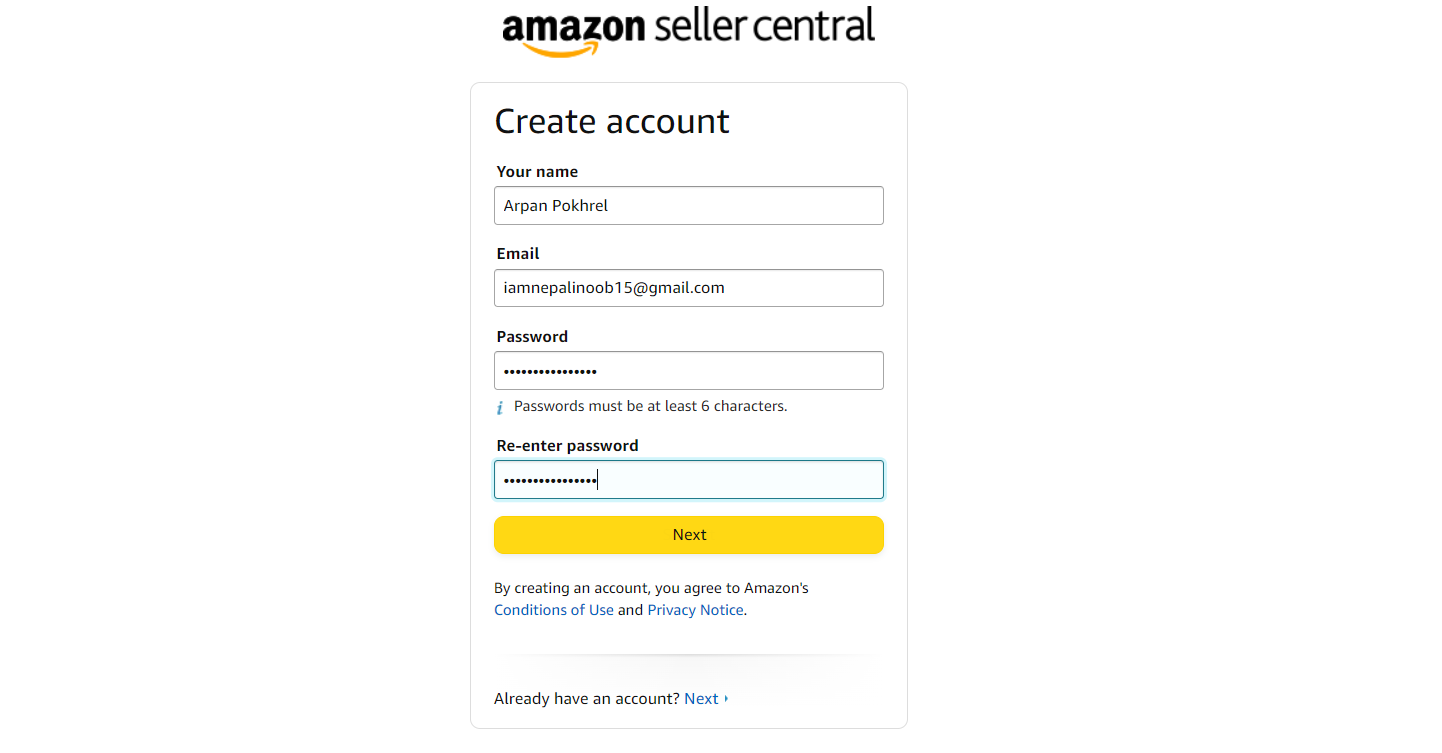 amazon seller central
Create account
Your name
Arpan Pokhrel
Email
iamnepalinoob15@gmail.com
Password
••••••••••••••••
i Passwords must be at least 6 characters.
Re-enter password
••••••••••••••••
Next
By creating an account, you agree to Amazon's
Conditions of Use and Privacy Notice.
Already have an account? Next